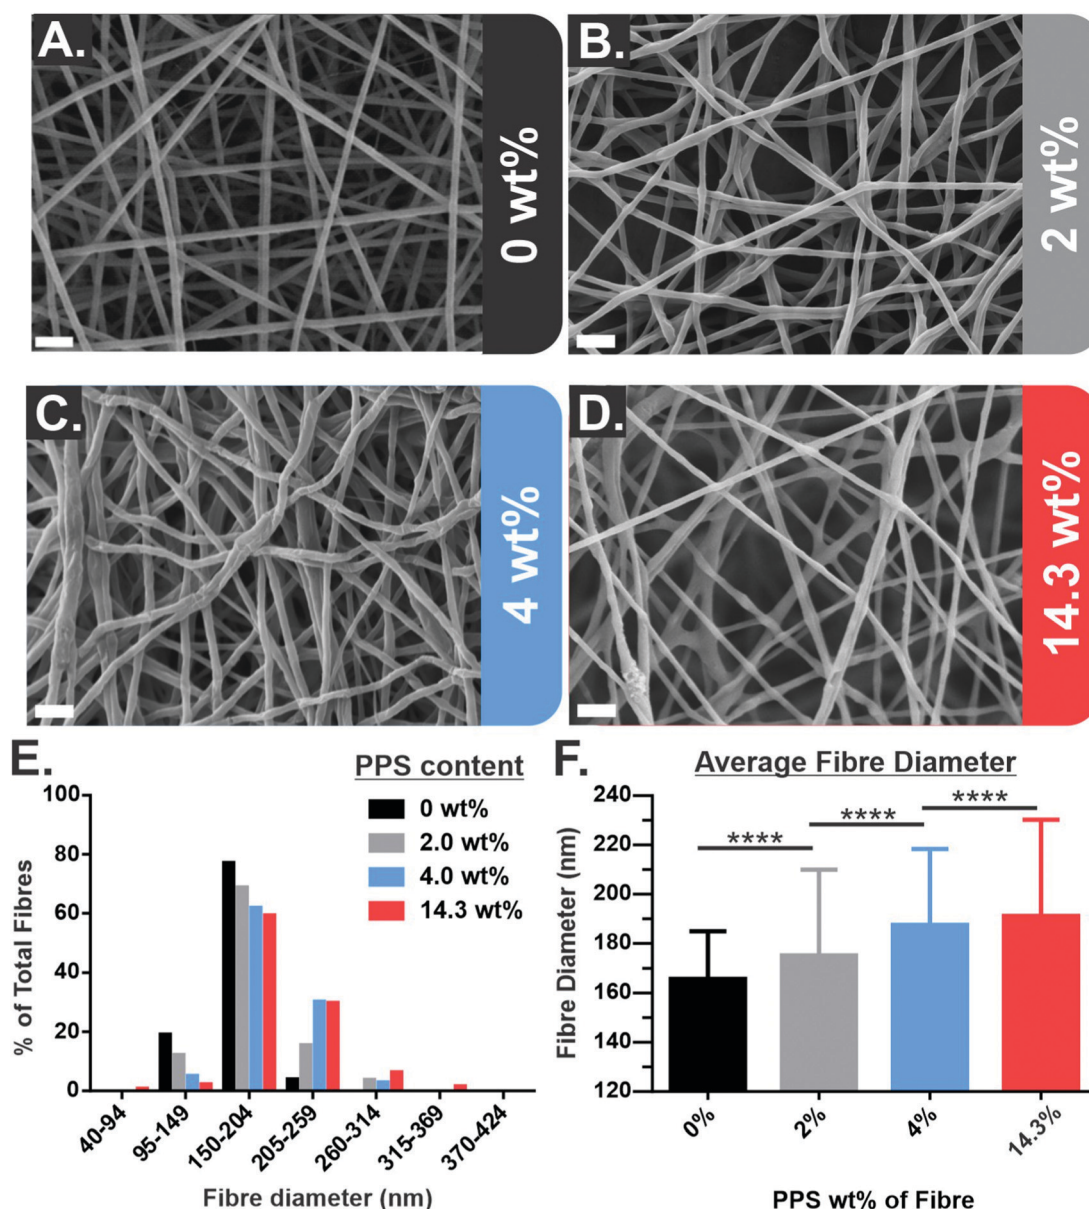 A.
0 wt%
B.
2 wt%
C.
4 wt%
D.
14.3 wt%
E.
PPS content
0 wt%
2.0 wt%
4.0 wt%
14.3 wt%
% of Total Fibres
100
80
60
40
20
0
40-94
95-149
150-204
205-259
260-314
315-369
370-424
Fibre diameter (nm)
F.
Average Fibre Diameter
Fibre Diameter (nm)
240
220
200
180
160
140
120
****
****
****
0%
2%
4%
14.3%
PPS wt% of Fibre